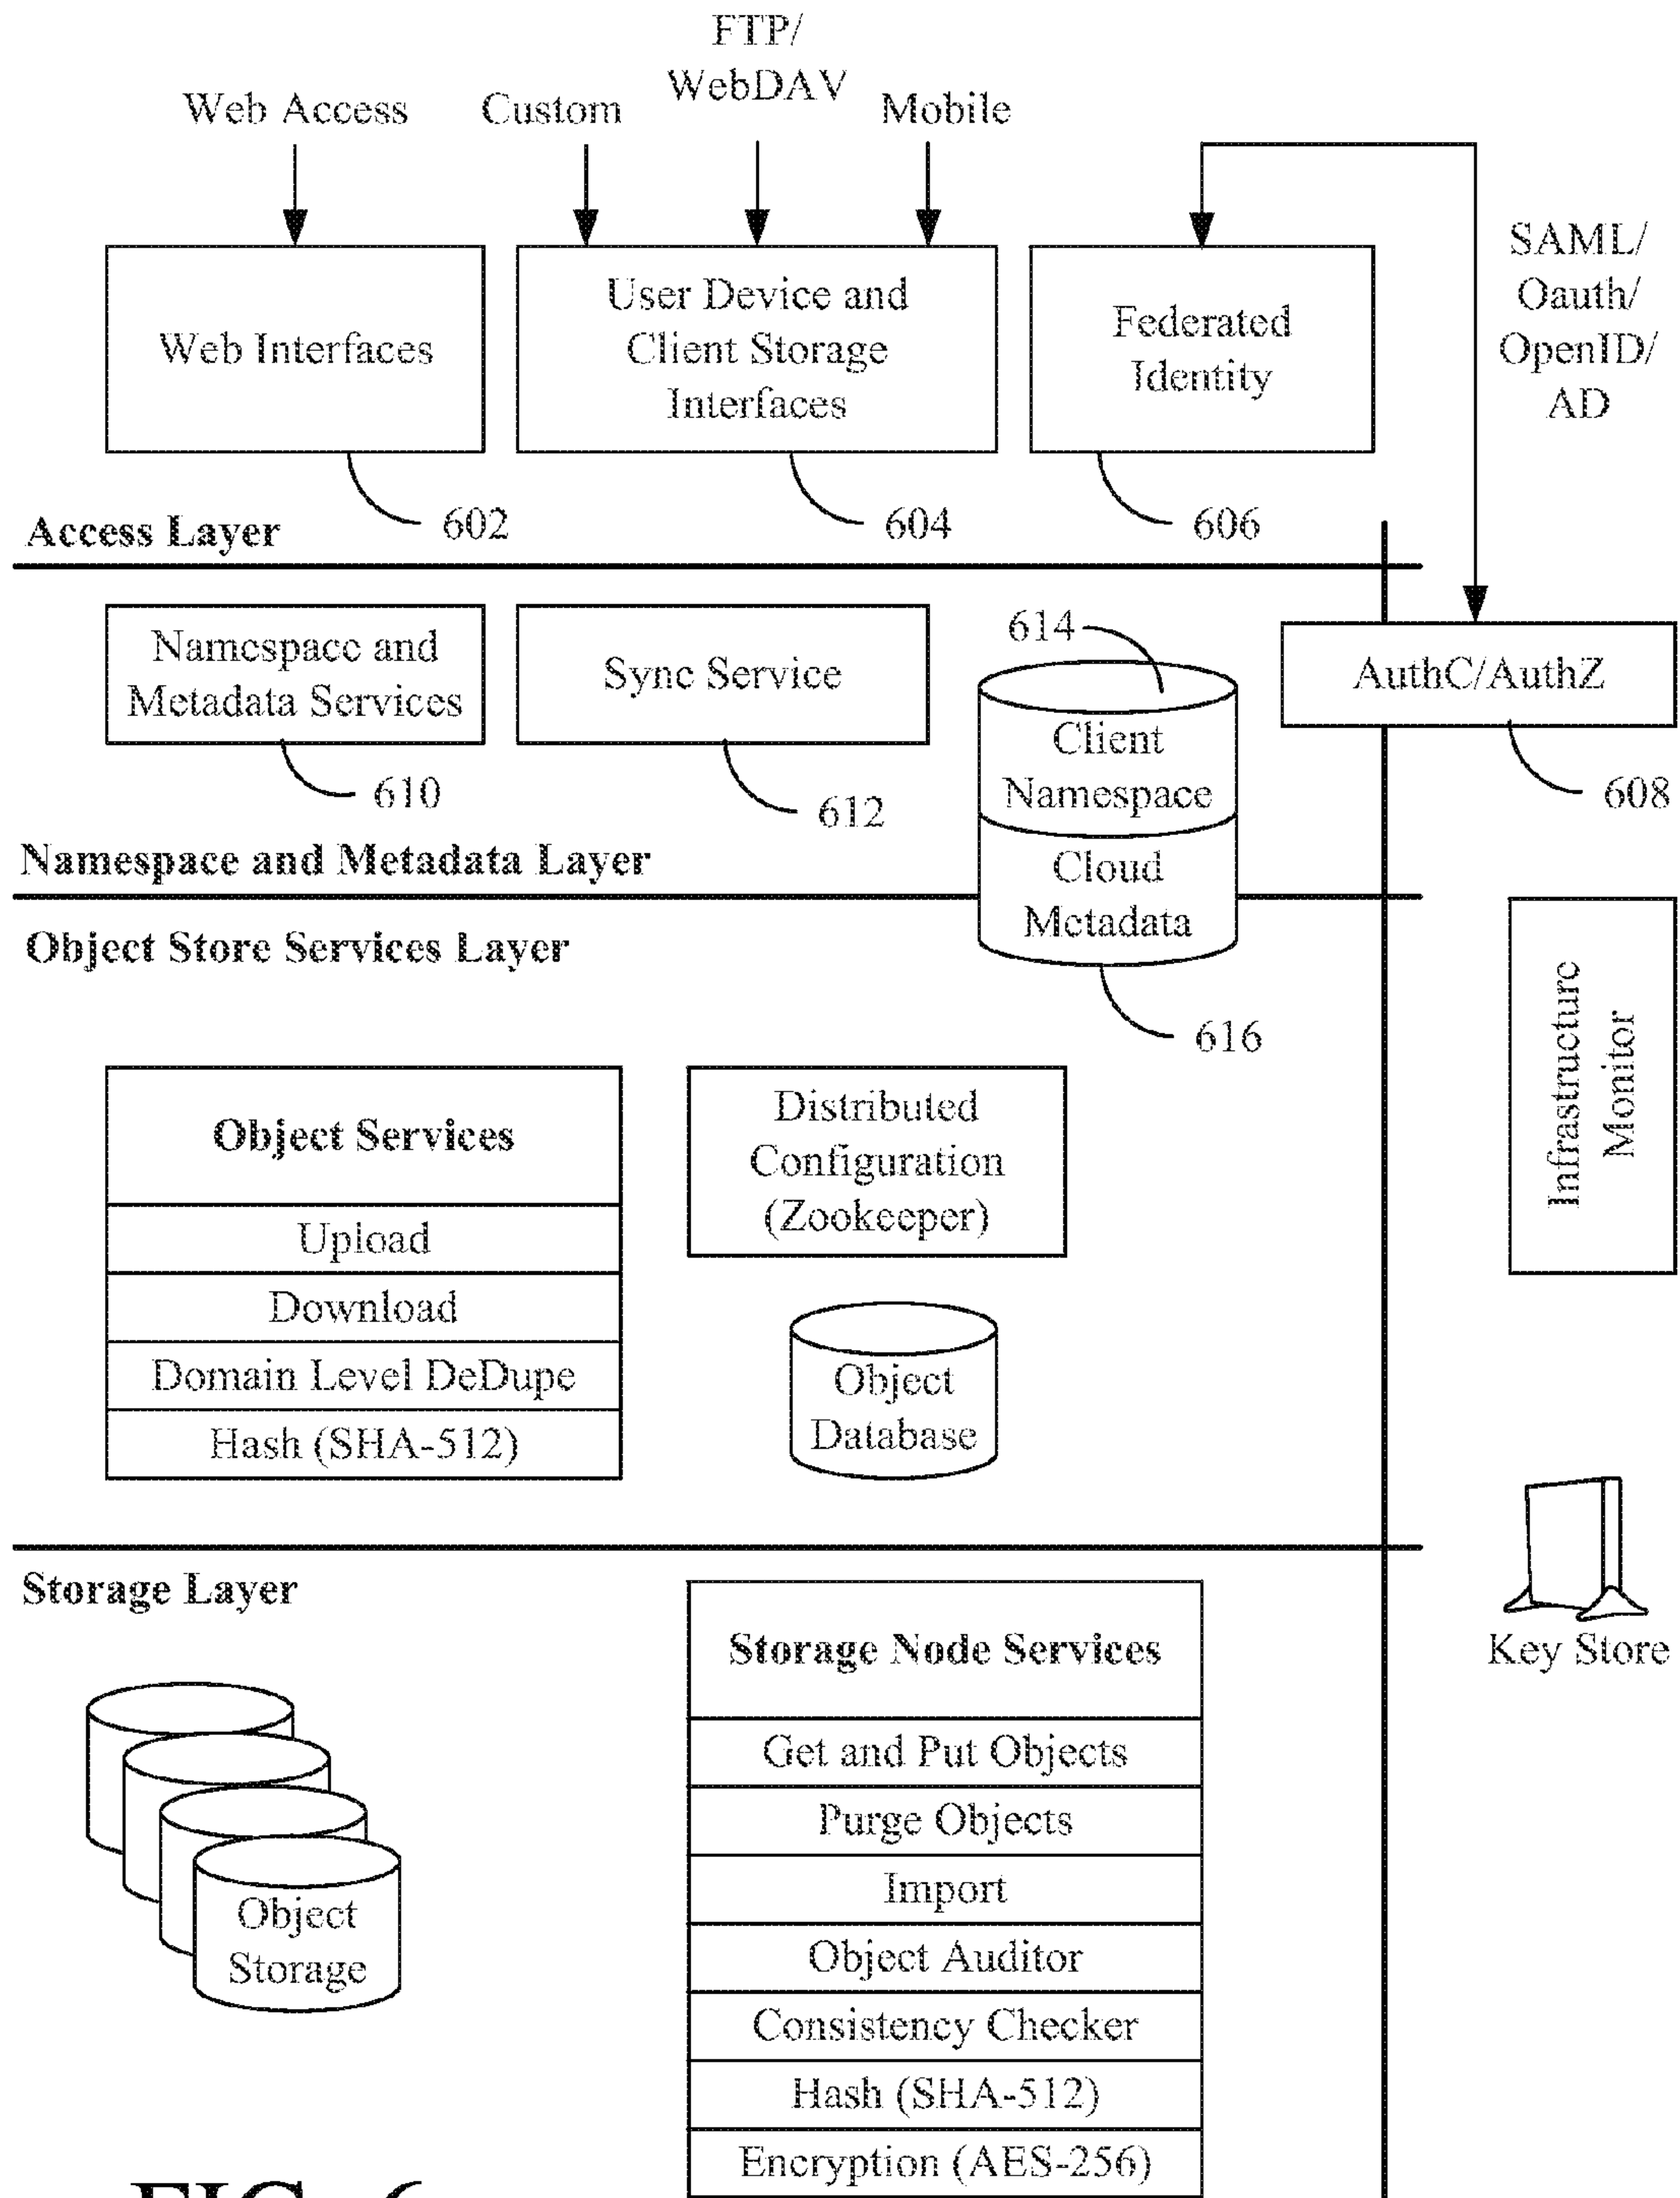 FTP/
WebDAV
Web Access
Custom
Mobile
SAML/
Oauth/
OpenID/
AD
Web Interfaces
User Device and
Client Storage
Interfaces
Federated
Identity
602
604
606
Access Layer
Namespace and
Metadata Services
Sync Service
614
Client
Namespace
AuthC/AuthZ
610
612
608
Namespace and Metadata Layer
Cloud
Metadata
Object Store Services Layer
616
Infrastructure
Monitor
Object Services
Upload
Download
Domain Level DeDupe
Hash (SHA-512)
Distributed
Configuration
(Zookeeper)
Object
Database
Storage Layer
Key Store
Object
Storage
Storage Node Services
Get and Put Objects
Purge Objects
Import
Object Auditor
Consistency Checker
Hash (SHA-512)
Encryption (AES-256)
FIG. 6